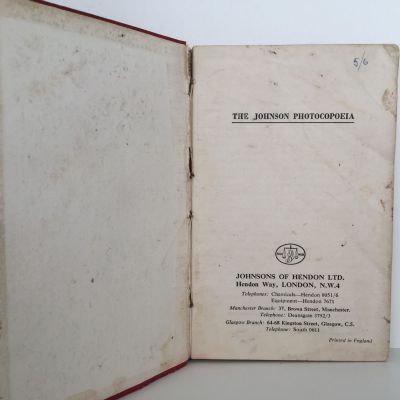 5/6
THE JOHNSON PHOTOCOPOEIA
JOHNSONS OF HENDON LTD.
Hendon Way, LONDON, N.W.4
Telephones: Chemicals—Hendon 8051/6
Equipment—Hendon 7671
Manchester Branch: 37, Brown Street, Manchester.
Telephone: Deansgate 3792/3
Glasgow Branch: 64-68 Kingston Street, Glasgow, C.5.
Telephone: South 0611
Printed in England